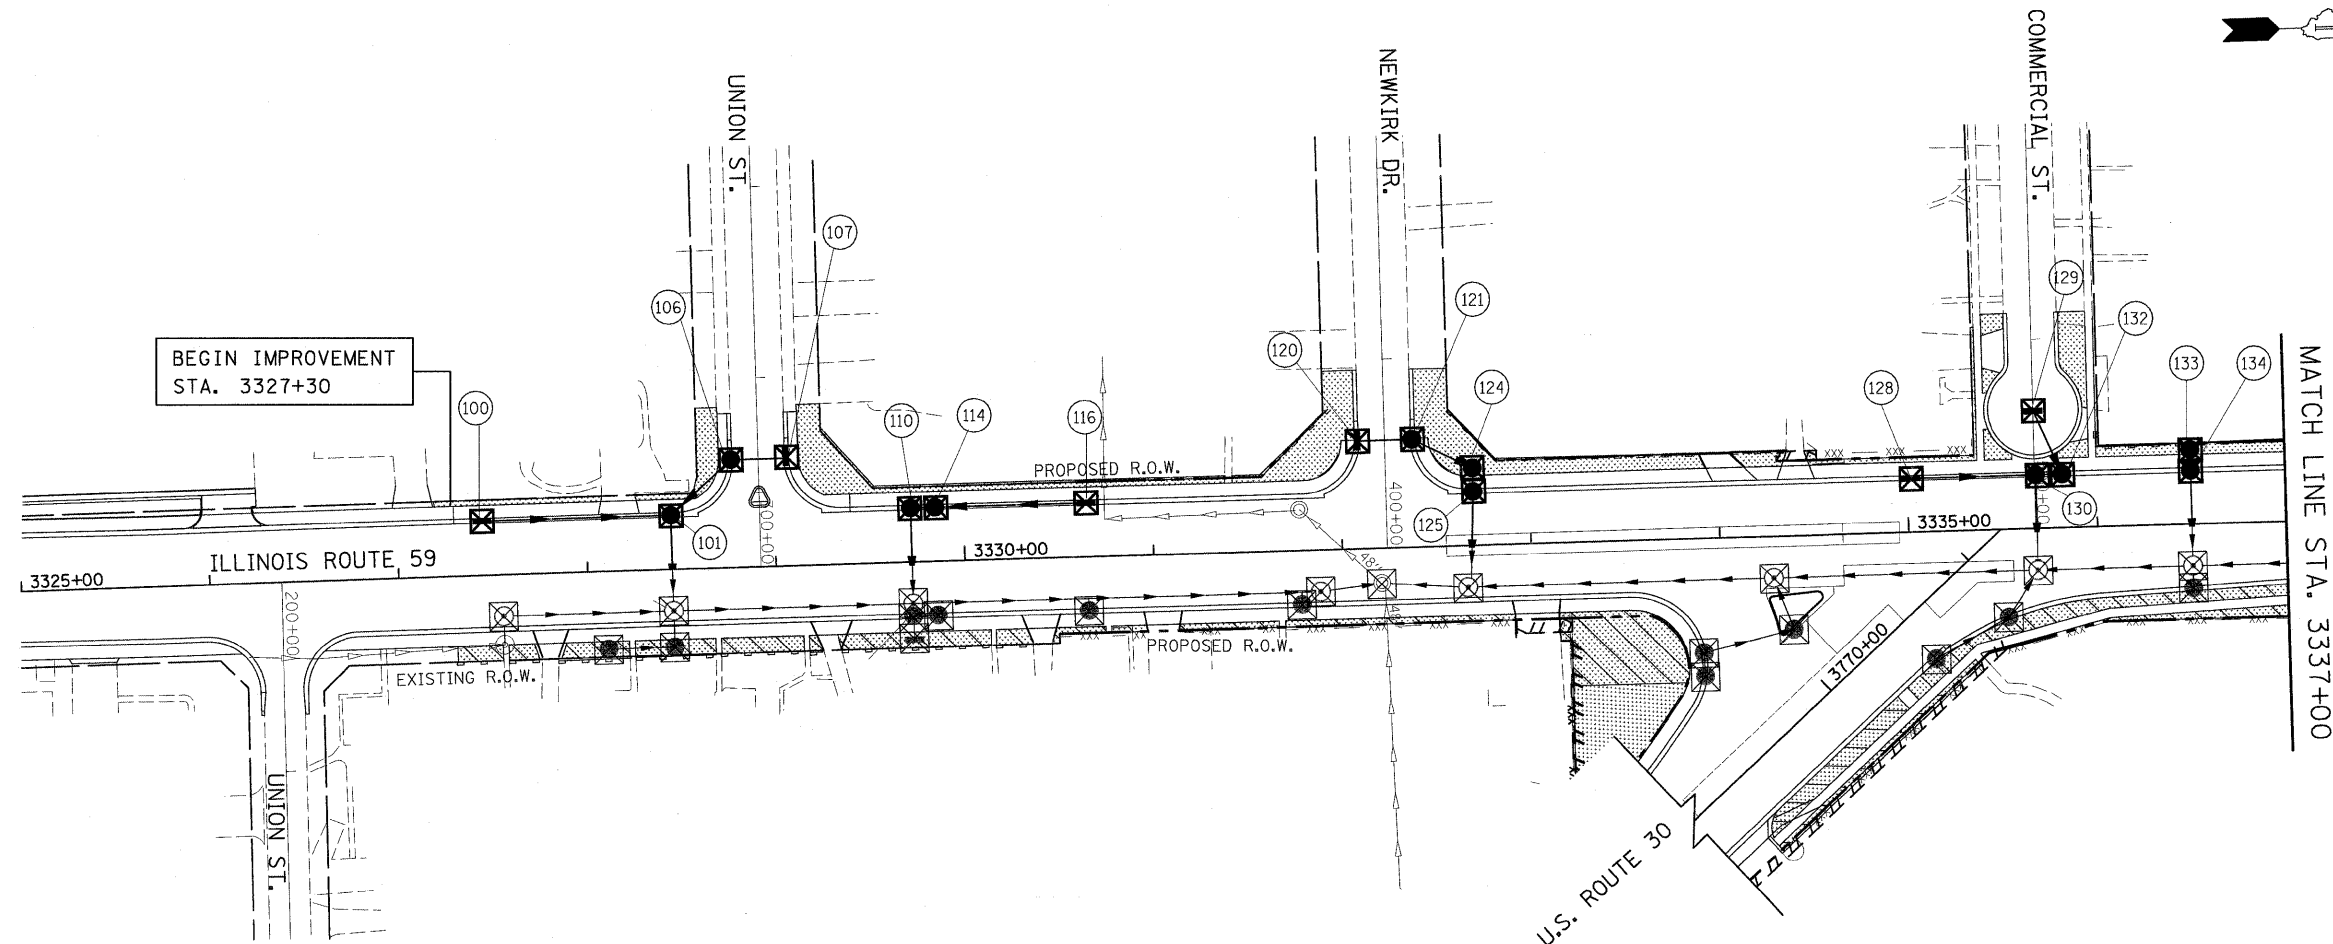 UNION ST.
NEWKIRK DR.
COMMERCIAL ST.
107
106
129
121
132
120
BEGIN IMPROVEMENT
STA. 3327+30
133
134
100
110
114
116
124
128
MATCH LINE STA. 3337+00
PROPOSED R.O.W.
400+00
125
130
101
3335+00
3330+00
ILLINOIS ROUTE 59
3325+00
48"
200+00
PROPOSED R.O.W.
EXISTING R.O.W.
3770+00
UNION ST.
U.S. ROUTE 30